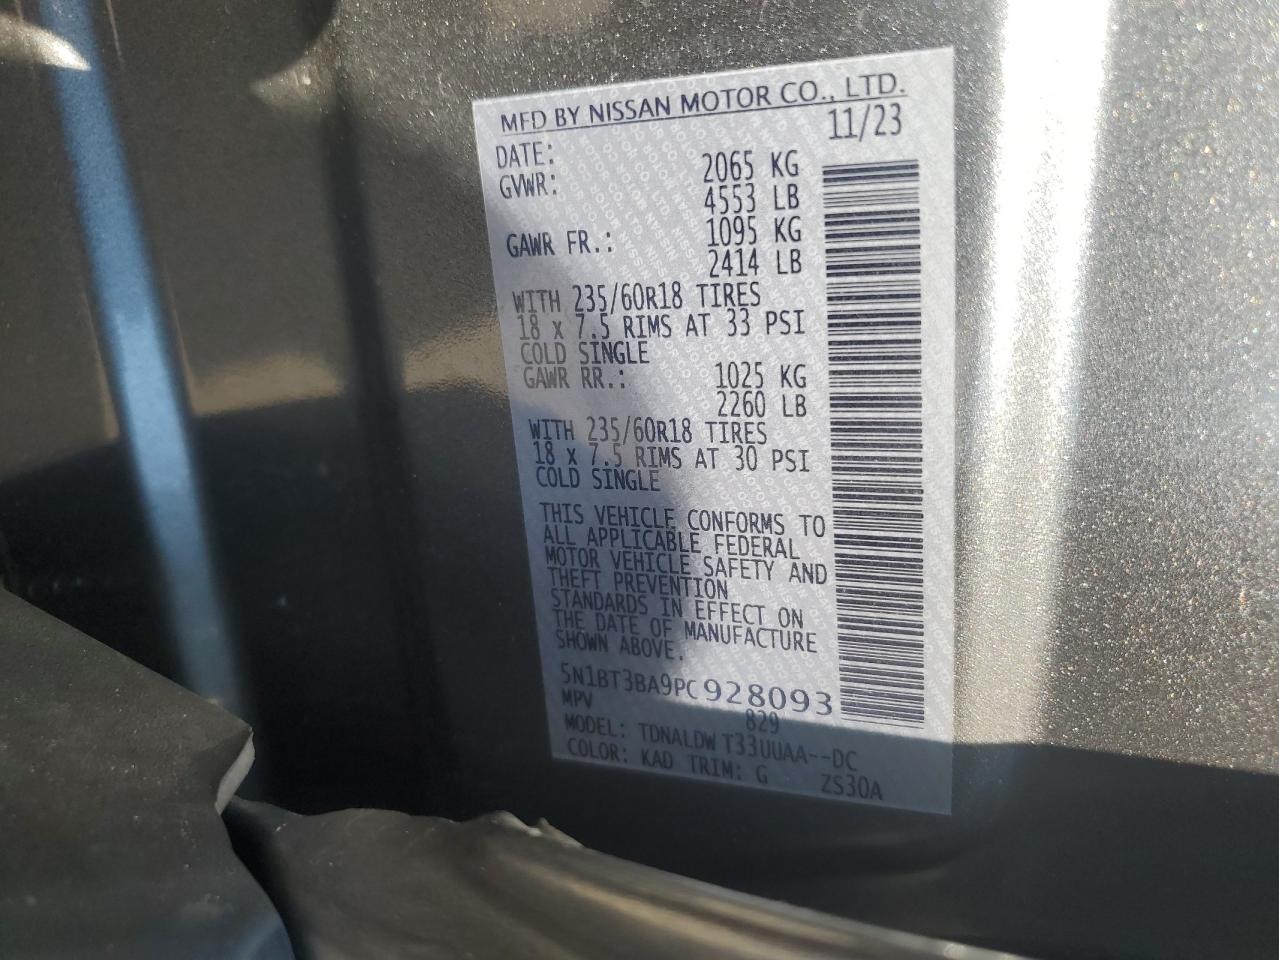 MFD BY NISSAN MOTOR CO., LTD.
DATE: 11/23
GVWR: 2065 KG
4553 LB
GAWR FR.: 1095 KG
2414 LB
WITH 235/60R18 TIRES
18 x 7.5 RIMS AT 33 PSI
COLD SINGLE
GAWR RR.: 1025 KG
2260 LB
WITH 235/60R18 TIRES
18 x 7.5 RIMS AT 30 PSI
COLD SINGLE
THIS VEHICLE CONFORMS TO
ALL APPLICABLE FEDERAL
MOTOR VEHICLE SAFETY AND
THEFT PREVENTION
STANDARDS IN EFFECT ON
THE DATE OF MANUFACTURE
SHOWN ABOVE.
5N1BT3BA9PC928093
MPV 829
MODEL: TDNALDW T33UUAA--DC
COLOR: KAD TRIM: G ZS30A